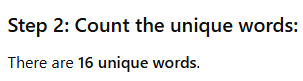 Step 2: Count the unique words:
There are 16 unique words.